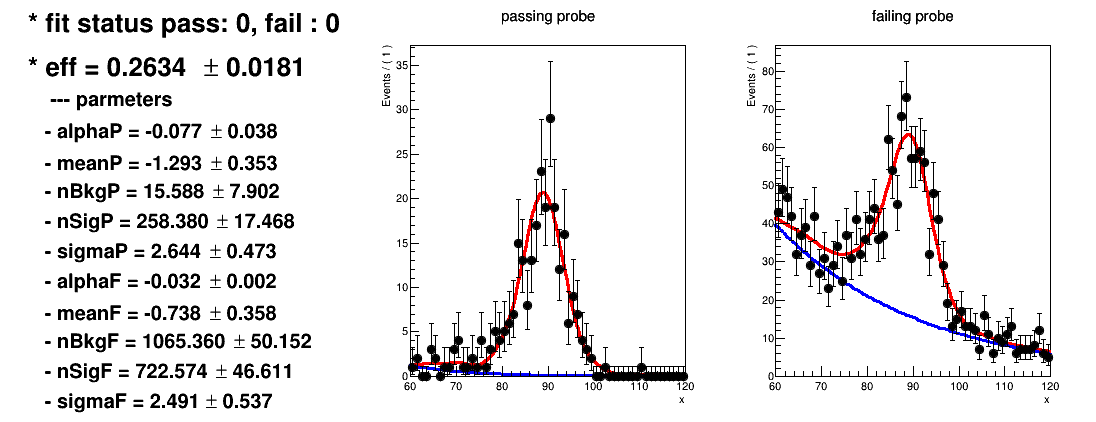 * fit status pass: 0, fail : 0
* eff = 0.2634 ± 0.0181
--- parmeters
- alphaP = -0.077 ± 0.038
- meanP = -1.293 ± 0.353
- nBkgP = 15.588 ± 7.902
- nSigP = 258.380 ± 17.468
- sigmaP = 2.644 ± 0.473
- alphaF = -0.032 ± 0.002
- meanF = -0.738 ± 0.358
- nBkgF = 1065.360 ± 50.152
- nSigF = 722.574 ± 46.611
- sigmaF = 2.491 ± 0.537
passing probe
Events / ( 1 )
35
30
25
20
15
10
5
0
60 70 80 90 100 110 120
x
failing probe
Events / ( 1 )
80
70
60
50
40
30
20
10
0
60 70 80 90 100 110 120
x